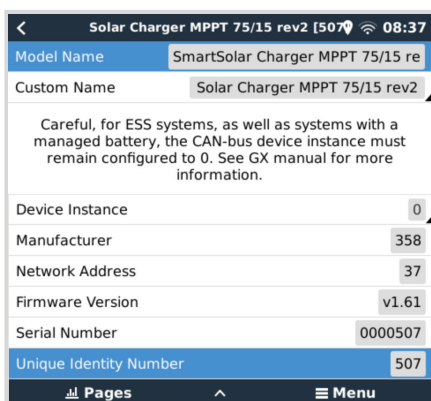 Solar Charger MPPT 75/15 rev2 [507 08:37
Model Name SmartSolar Charger MPPT 75/15 re
Custom Name Solar Charger MPPT 75/15 rev2
Careful, for ESS systems, as well as systems with a
managed battery, the CAN-bus device instance must
remain configured to 0. See GX manual for more
information.
Device Instance 0
Manufacturer 358
Network Address 37
Firmware Version v1.61
Serial Number 0000507
Unique Identity Number 507
Pages Menu